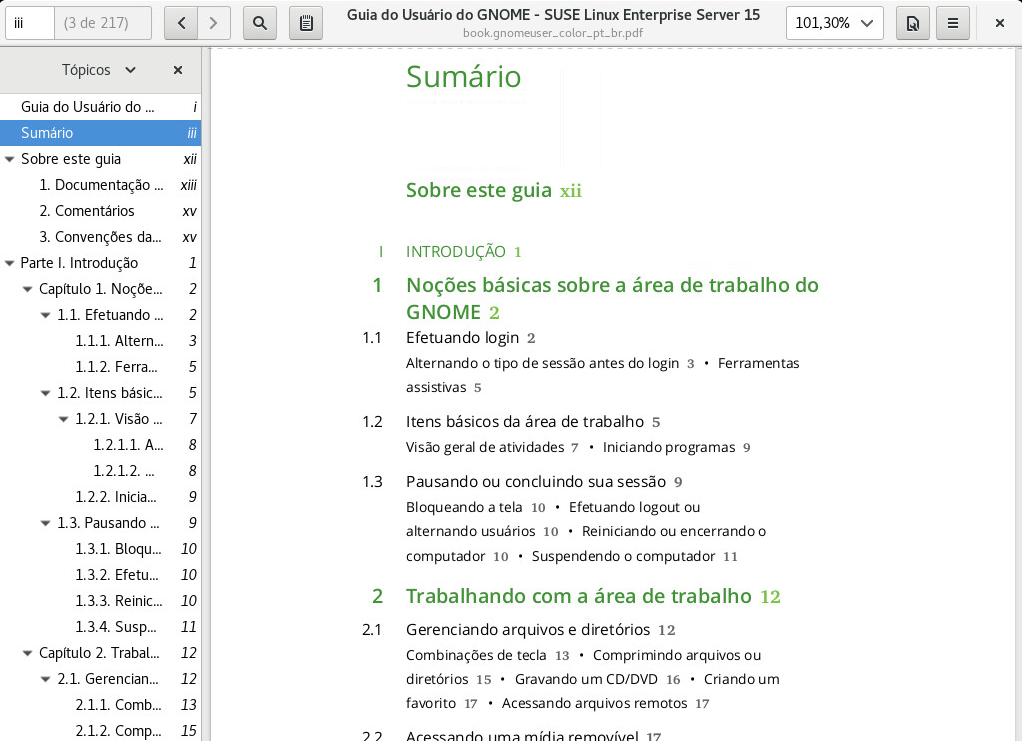 iii (3 de 217)
Guia do Usuário do GNOME - SUSE Linux Enterprise Server 15
book.gnomeuser_color_pt_br.pdf
101,30%
Tópicos
Guia do Usuário do ... i
Sumário iii
Sobre este guia xii
1. Documentação ... xiii
2. Comentários xv
3. Convenções da... xv
Parte I. Introdução 1
Capítulo 1. Noçõe... 2
1.1. Efetuando ... 2
1.1.1. Altern... 3
1.1.2. Ferra... 5
1.2. Itens básic... 5
1.2.1. Visão ... 7
1.2.1.1. A... 8
1.2.1.2. ... 8
1.2.2. Inicia... 9
1.3. Pausando ... 9
1.3.1. Bloqu... 10
1.3.2. Efetu... 10
1.3.3. Reinic... 10
1.3.4. Susp... 11
Capítulo 2. Trabal... 12
2.1. Gerencian... 12
2.1.1. Comb... 13
2.1.2. Comp... 15
Sumário
Sobre este guia xii
I INTRODUÇÃO 1
1 Noções básicas sobre a área de trabalho do
GNOME 2
1.1 Efetuando login 2
Alternando o tipo de sessão antes do login 3 • Ferramentas
assistivas 5
1.2 Itens básicos da área de trabalho 5
Visão geral de atividades 7 • Iniciando programas 9
1.3 Pausando ou concluindo sua sessão 9
Bloqueando a tela 10 • Efetuando logout ou
alternando usuários 10 • Reiniciando ou encerrando o
computador 10 • Suspendendo o computador 11
2 Trabalhando com a área de trabalho 12
2.1 Gerenciando arquivos e diretórios 12
Combinações de tecla 13 • Comprimindo arquivos ou
diretórios 15 • Gravando um CD/DVD 16 • Criando um
favorito 17 • Acessando arquivos remotos 17
2.2 Acessando uma mídia removível 17